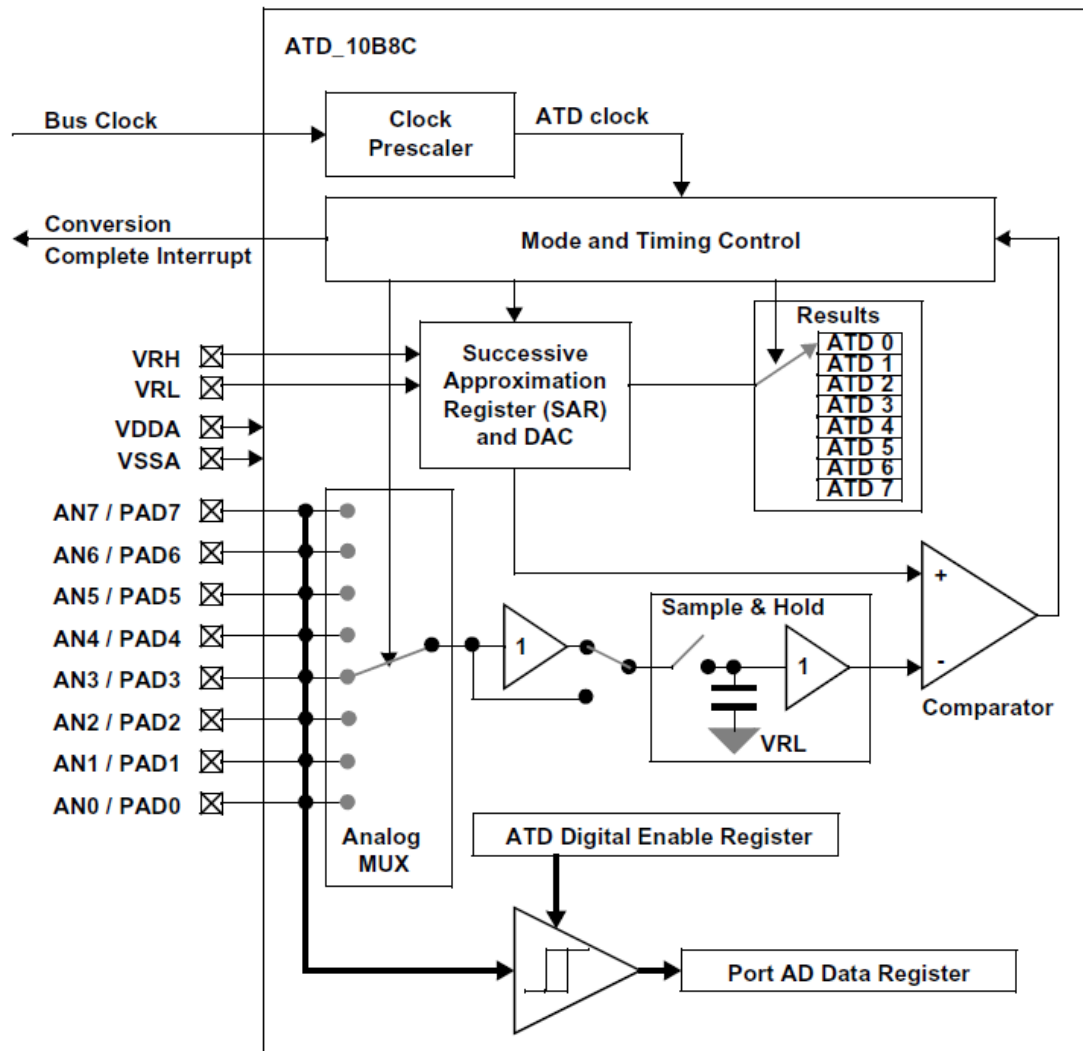 ATD_10B8C
Bus Clock
Clock
Prescaler
ATD clock
Conversion
Complete Interrupt
Mode and Timing Control
VRH
VRL
VDDA
VSSA
Successive
Approximation
Register (SAR)
and DAC
Results
ATD 0
ATD 1
ATD 2
ATD 3
ATD 4
ATD 5
ATD 6
ATD 7
AN7 / PAD7
AN6 / PAD6
AN5 / PAD5
AN4 / PAD4
AN3 / PAD3
AN2 / PAD2
AN1 / PAD1
AN0 / PAD0
Analog
MUX
1
Sample & Hold
1
VRL
+
-
Comparator
ATD Digital Enable Register
Port AD Data Register